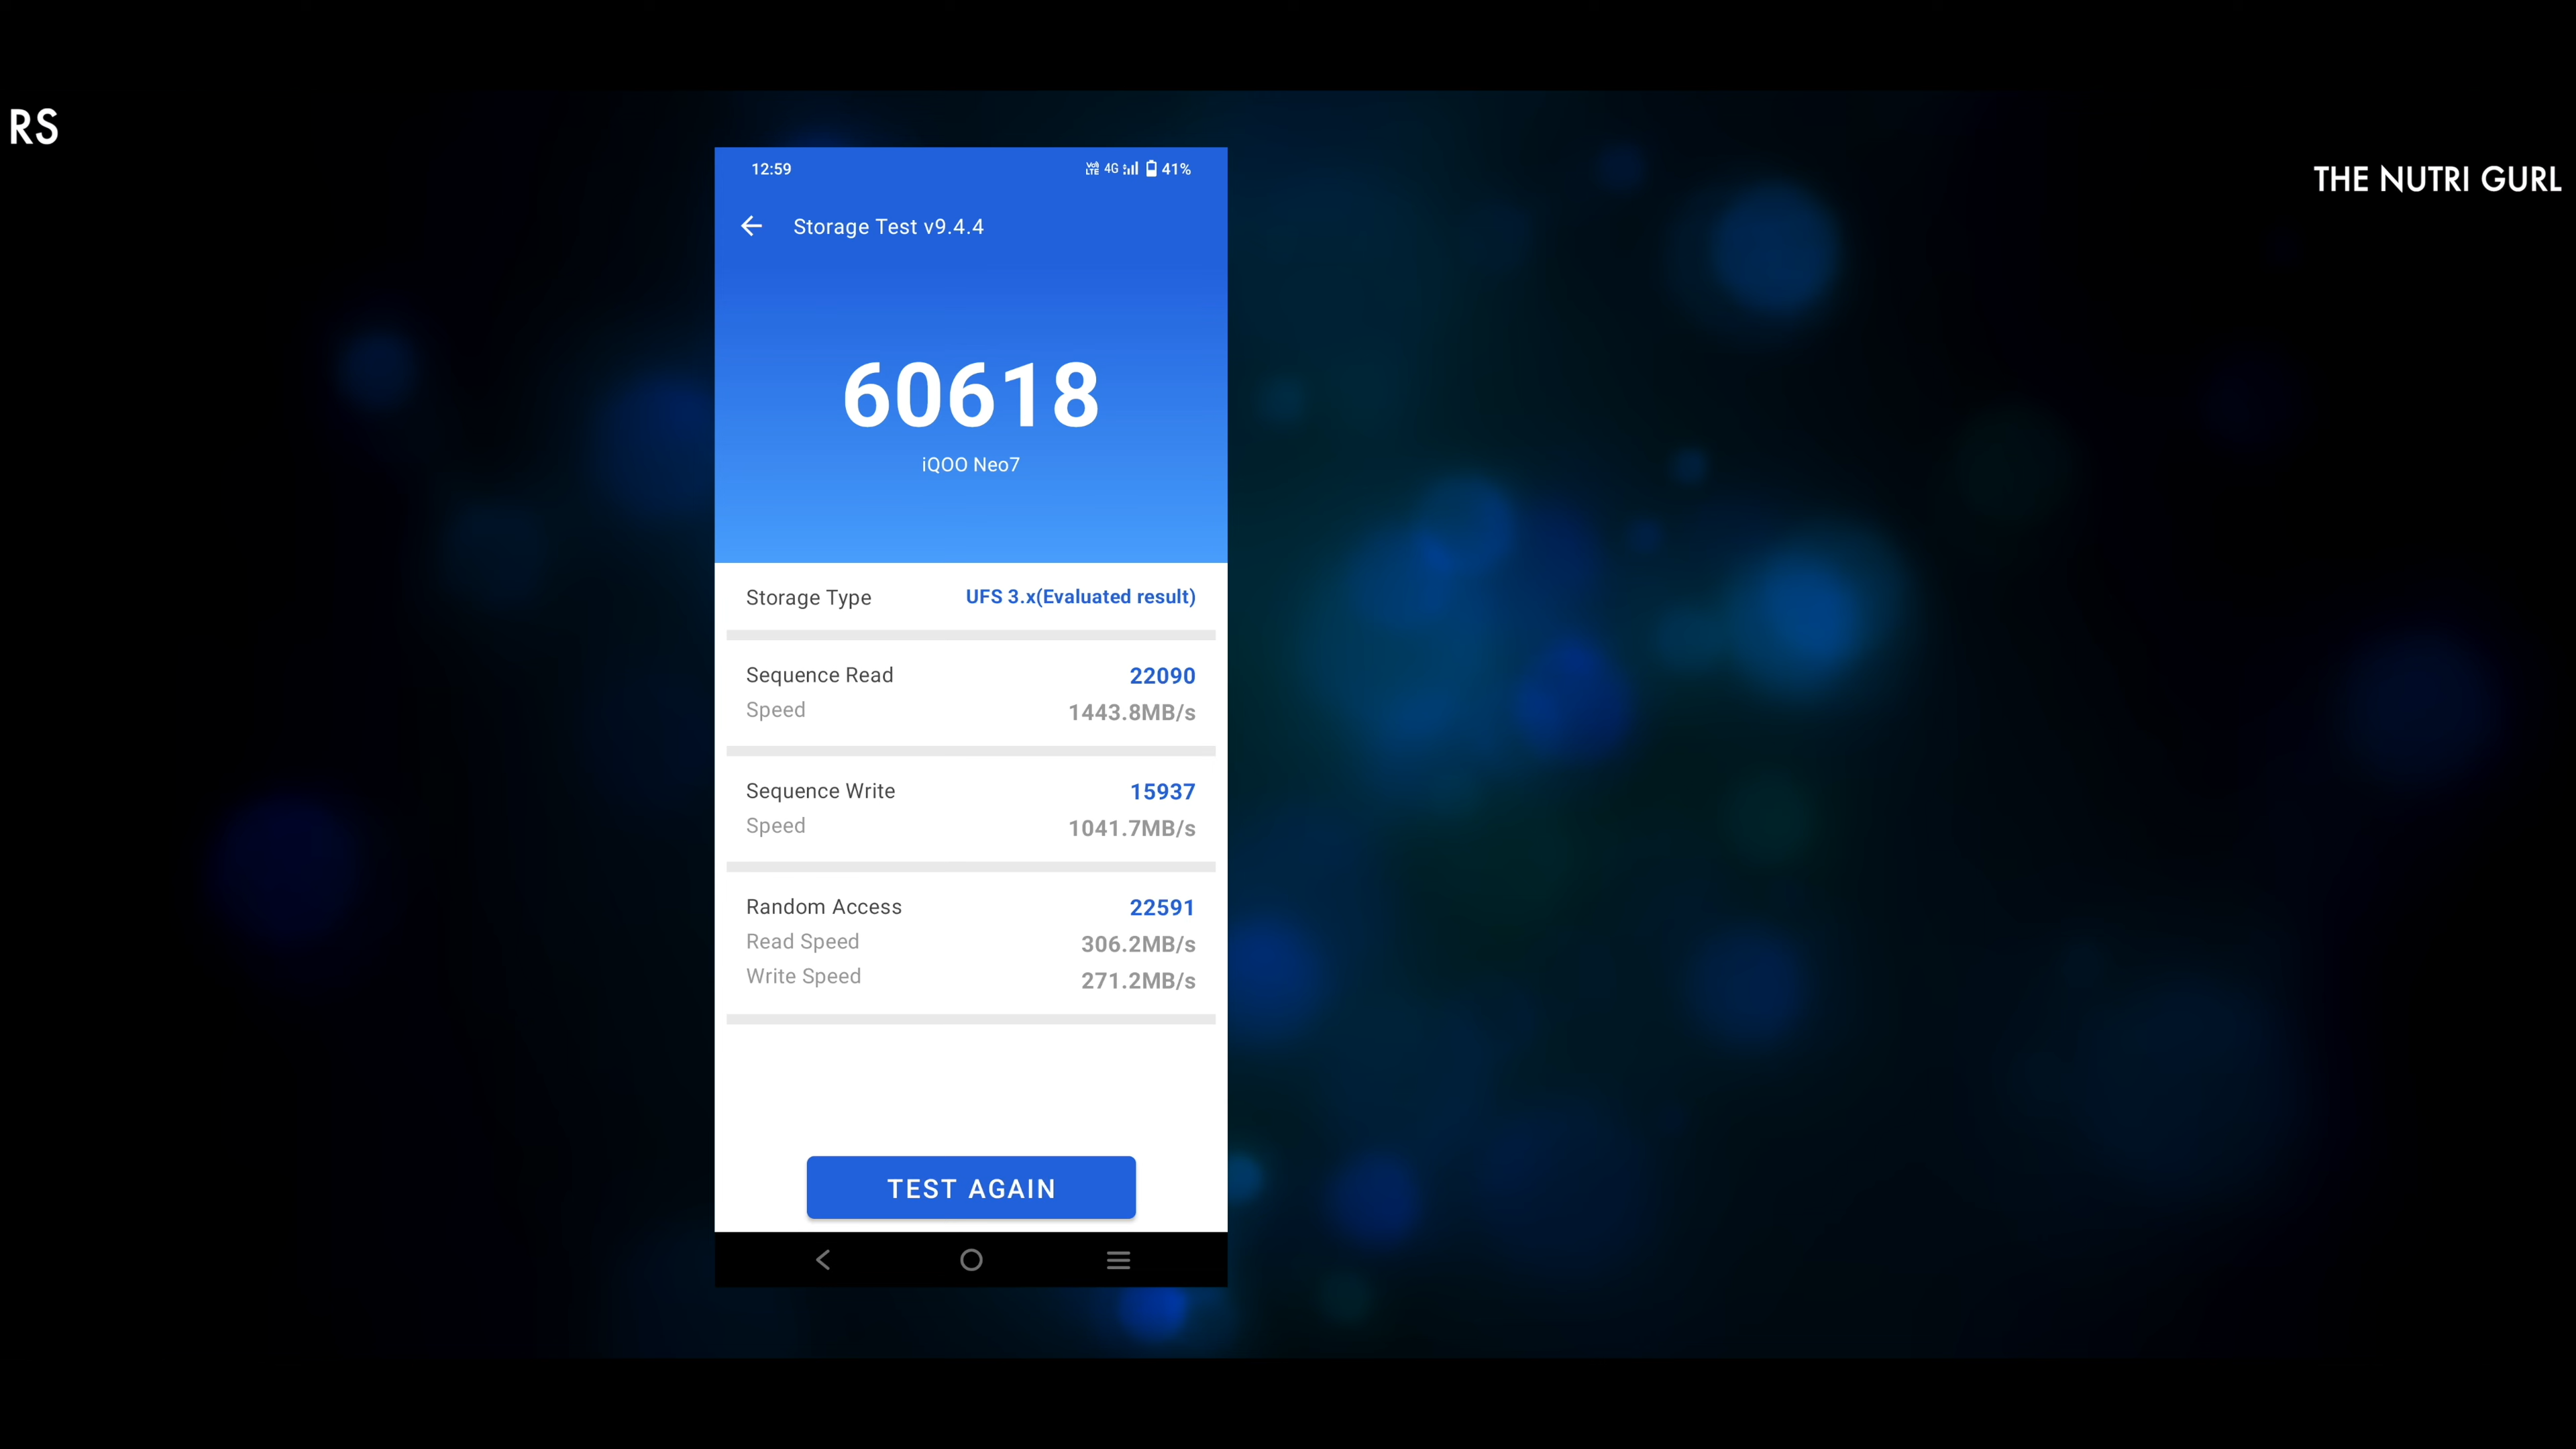 RS
THE NUTRI GURL
12:59
4G 41%
Storage Test v9.4.4
60618
iQOO Neo7
Storage Type UFS 3.x(Evaluated result)
Sequence Read 22090
Speed 1443.8MB/s
Sequence Write 15937
Speed 1041.7MB/s
Random Access 22591
Read Speed 306.2MB/s
Write Speed 271.2MB/s
TEST AGAIN